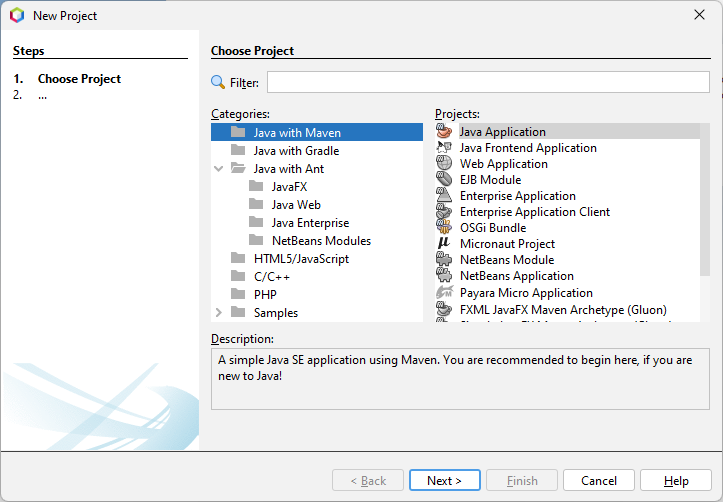 New Project
Steps
1. Choose Project
2. ...
Choose Project
Filter:
Categories:
Java with Maven
Java with Gradle
Java with Ant
JavaFX
Java Web
Java Enterprise
NetBeans Modules
HTML5/JavaScript
C/C++
PHP
Samples
Projects:
Java Application
Java Frontend Application
Web Application
EJB Module
Enterprise Application
Enterprise Application Client
OSGi Bundle
Micronaut Project
NetBeans Module
NetBeans Application
Payara Micro Application
FXML JavaFX Maven Archetype (Gluon)
Description:
A simple Java SE application using Maven. You are recommended to begin here, if you are
new to Java!
< Back
Next >
Finish
Cancel
Help